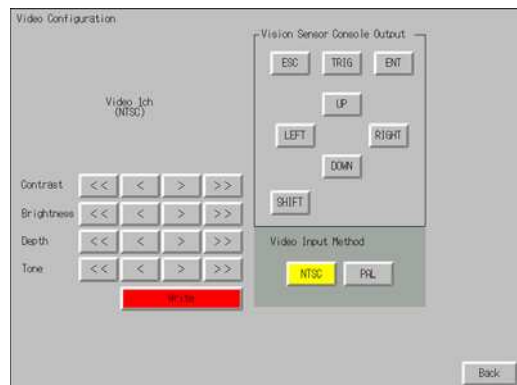 Video Configuration
Vision Sensor Console Output
ESC TRIG ENT
Video 1ch
(NTSC)
UP
LEFT RIGHT
DOWN
SHIFT
Contrast << < > >>
Brightness << < > >>
Depth << < > >>
Tone << < > >>
Write
Video Input Method
NTSC PAL
Back